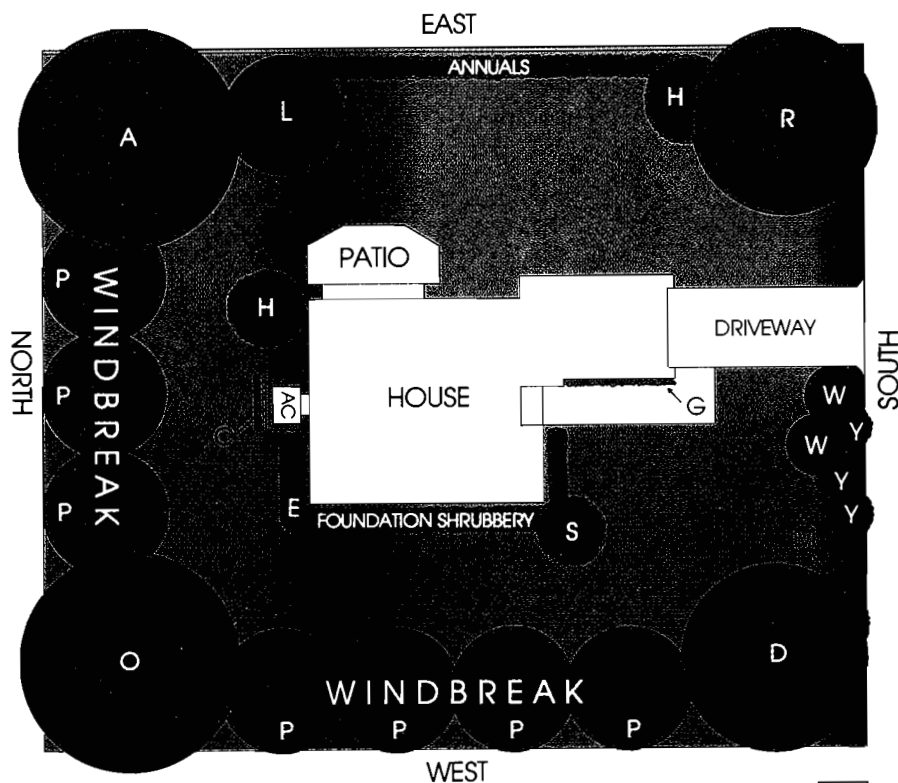 EAST
ANNUALS
L
H
A
R
PATIO
P
WINDBREAK
H
DRIVEWAY
NORTH
SOUTH
P
AC
HOUSE
G
W
W
Y
Y
P
E
FOUNDATION SHRUBBERY
S
Y
O
D
WINDBREAK
P
P
P
P
WEST